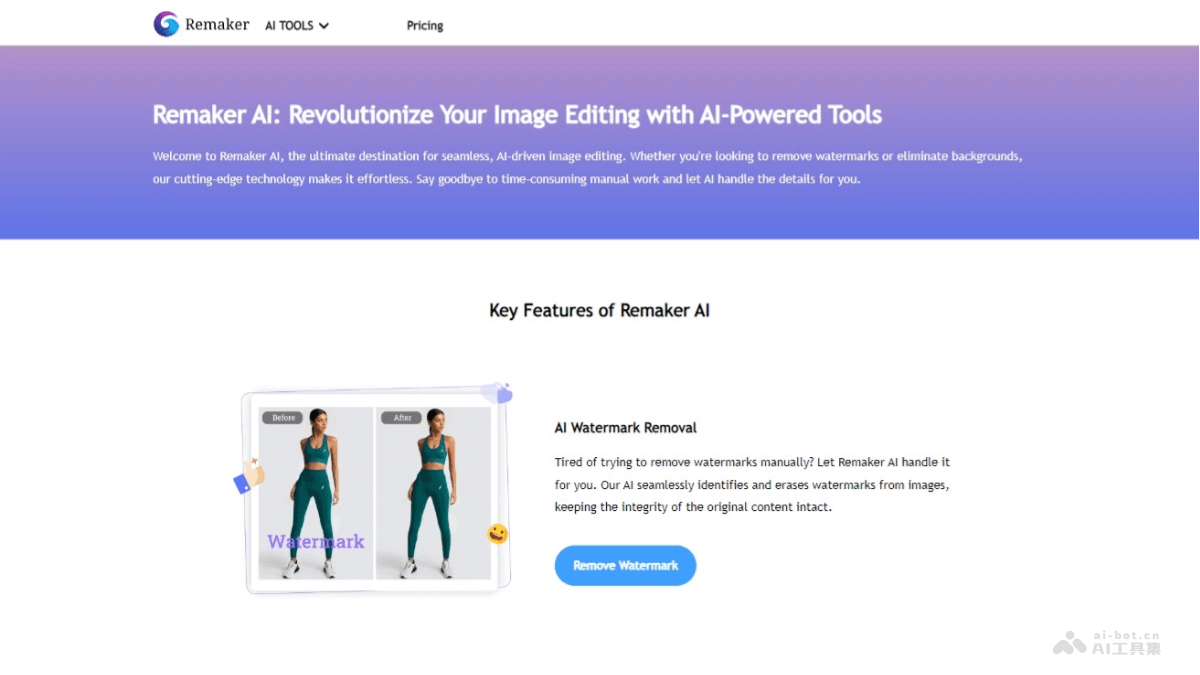 Remaker AI TOOLS Pricing
Remaker AI: Revolutionize Your Image Editing with AI-Powered Tools
Welcome to Remaker AI, the ultimate destination for seamless, AI-driven image editing. Whether you're looking to remove watermarks or eliminate backgrounds,
our cutting-edge technology makes it effortless. Say goodbye to time-consuming manual work and let AI handle the details for you.
Key Features of Remaker AI
Before After
Watermark
AI Watermark Removal
Tired of trying to remove watermarks manually? Let Remaker AI handle it
for you. Our AI seamlessly identifies and erases watermarks from images,
keeping the integrity of the original content intact.
Remove Watermark
ai-bot.cn
AI工具集